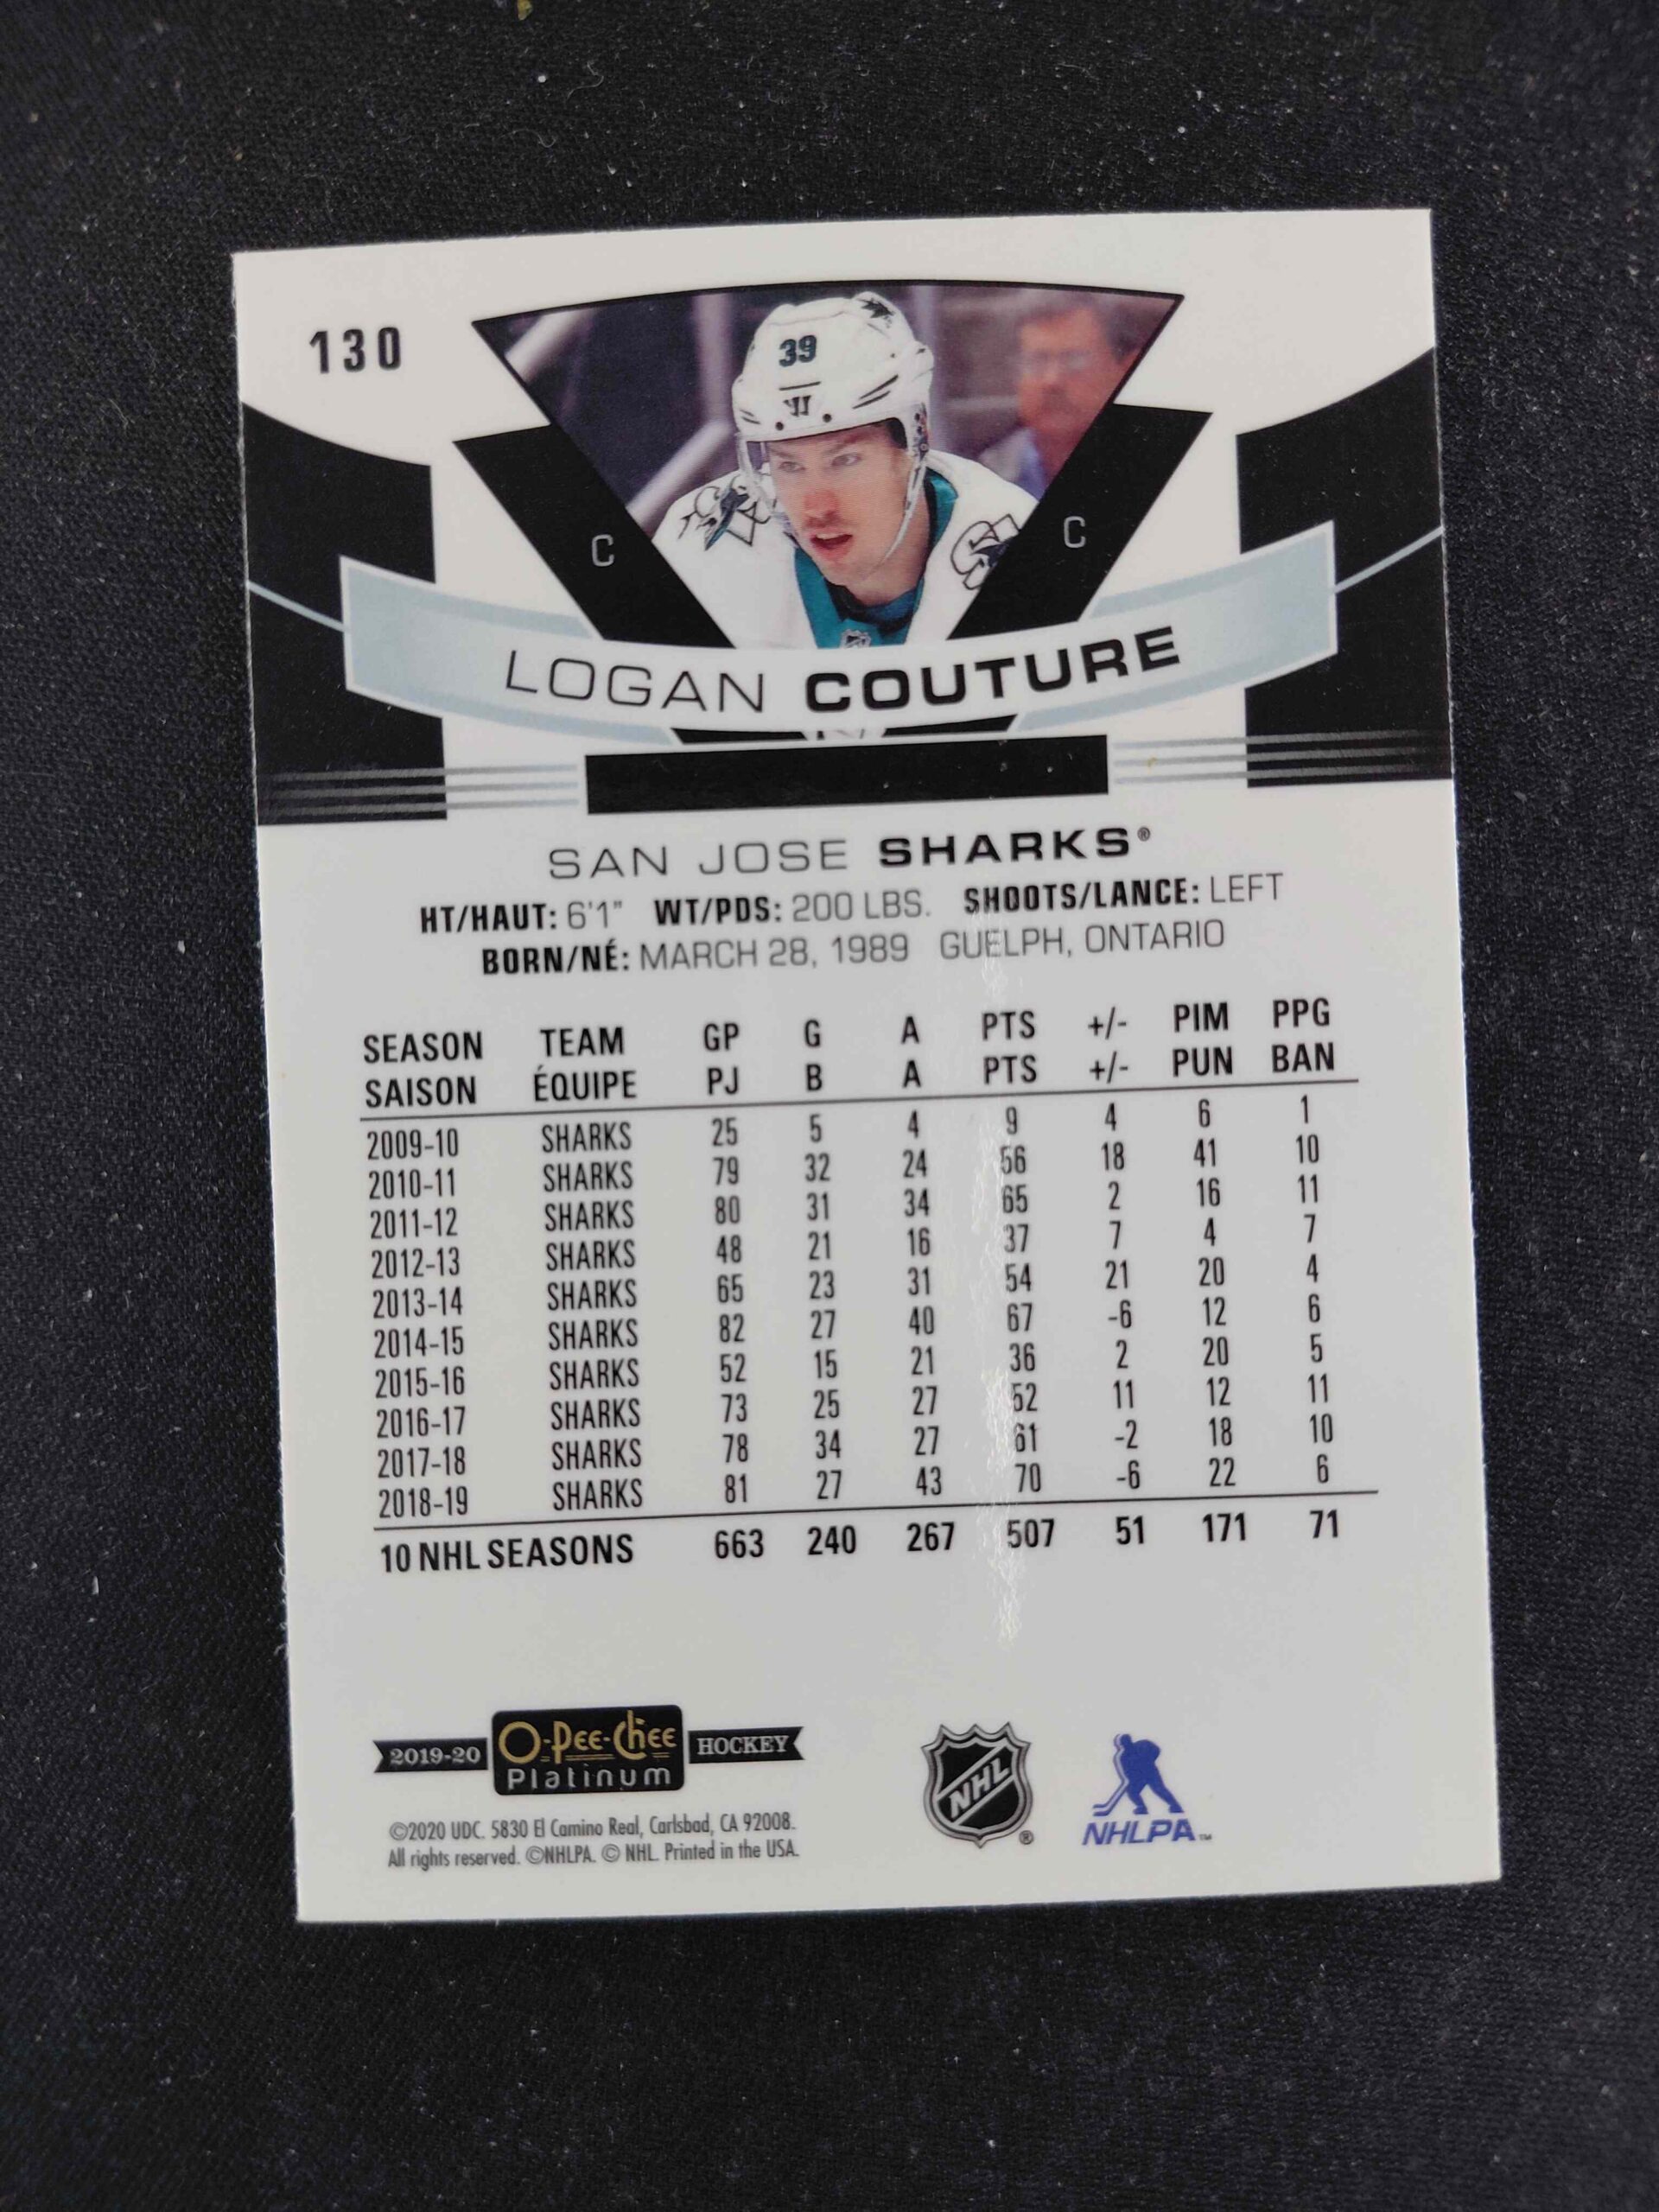 130
39
C
C
LOGAN COUTURE
SAN JOSE SHARKS®
HT/HAUT: 6'1" WT/PDS: 200 LBS. SHOOTS/LANCE: LEFT
BORN/NÉ: MARCH 28, 1989 GUELPH, ONTARIO
SEASON TEAM GP G A PTS +/- PIM PPG
SAISON ÉQUIPE PJ B A PTS +/- PUN BAN
2009-10 SHARKS 25 5 4 9 4 6 1
2010-11 SHARKS 79 32 24 56 18 41 10
2011-12 SHARKS 80 31 34 65 2 16 11
2012-13 SHARKS 48 21 16 37 7 4 7
2013-14 SHARKS 65 23 31 54 21 20 4
2014-15 SHARKS 82 27 40 67 -6 12 6
2015-16 SHARKS 52 15 21 36 2 20 5
2016-17 SHARKS 73 25 27 52 11 12 11
2017-18 SHARKS 78 34 27 61 -2 18 10
2018-19 SHARKS 81 27 43 70 -6 22 6
10 NHL SEASONS 663 240 267 507 51 171 71
2019-20 O-Pee-Chee HOCKEY
Platinum
NHL ®
NHLPA™
©2020 UDC. 5830 El Camino Real, Carlsbad, CA 92008.
All rights reserved. ©NHLPA. © NHL. Printed in the USA.